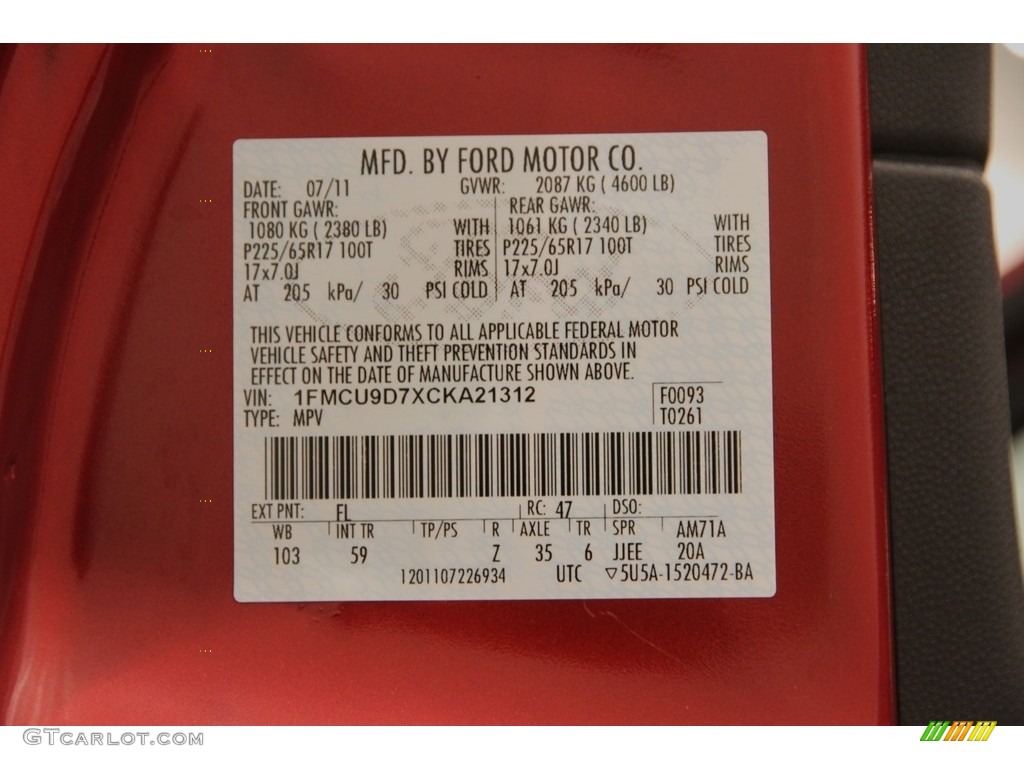 MFD. BY FORD MOTOR CO.
DATE: 07/11 GVWR: 2087 KG ( 4600 LB)
FRONT GAWR: REAR GAWR:
1080 KG ( 2380 LB) WITH 1061 KG ( 2340 LB) WITH
P225/65R17 100T TIRES P225/65R17 100T TIRES
17x7.0J RIMS 17x7.0J RIMS
AT 205 kPa/ 30 PSI COLD AT 205 kPa/ 30 PSI COLD
THIS VEHICLE CONFORMS TO ALL APPLICABLE FEDERAL MOTOR
VEHICLE SAFETY AND THEFT PREVENTION STANDARDS IN
EFFECT ON THE DATE OF MANUFACTURE SHOWN ABOVE.
VIN: 1FMCU9D7XCKA21312 F0093
TYPE: MPV T0261
EXT PNT: FL RC: 47 DSO:
WB INT TR TP/PS R AXLE TR SPR AM71A
103 59 Z 35 6 JJEE 20A
1201107226934 UTC ▽5U5A-1520472-BA
GTCARLOT.COM